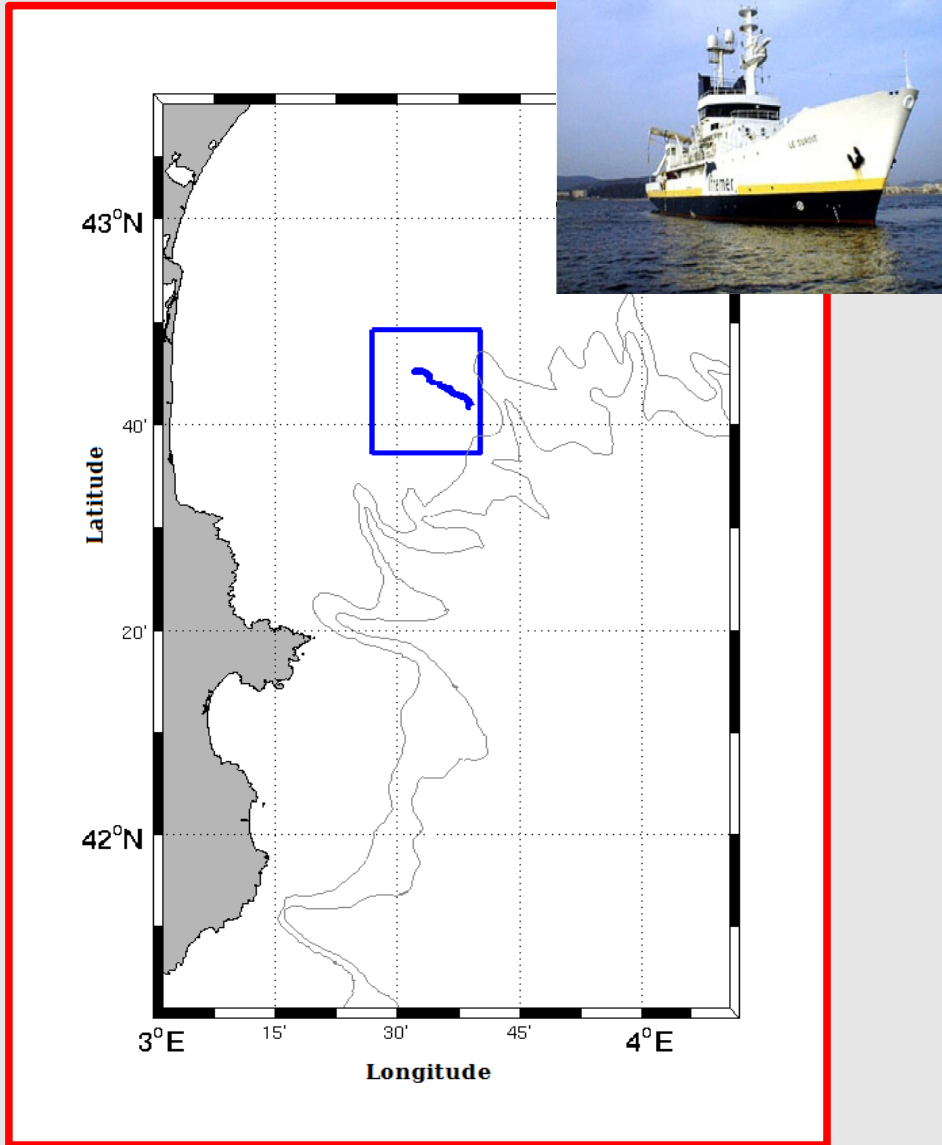 LE SUROIT
Ifremer
43°N
40'
Latitude
20'
42°N
3°E
15'
30'
45'
4°E
Longitude